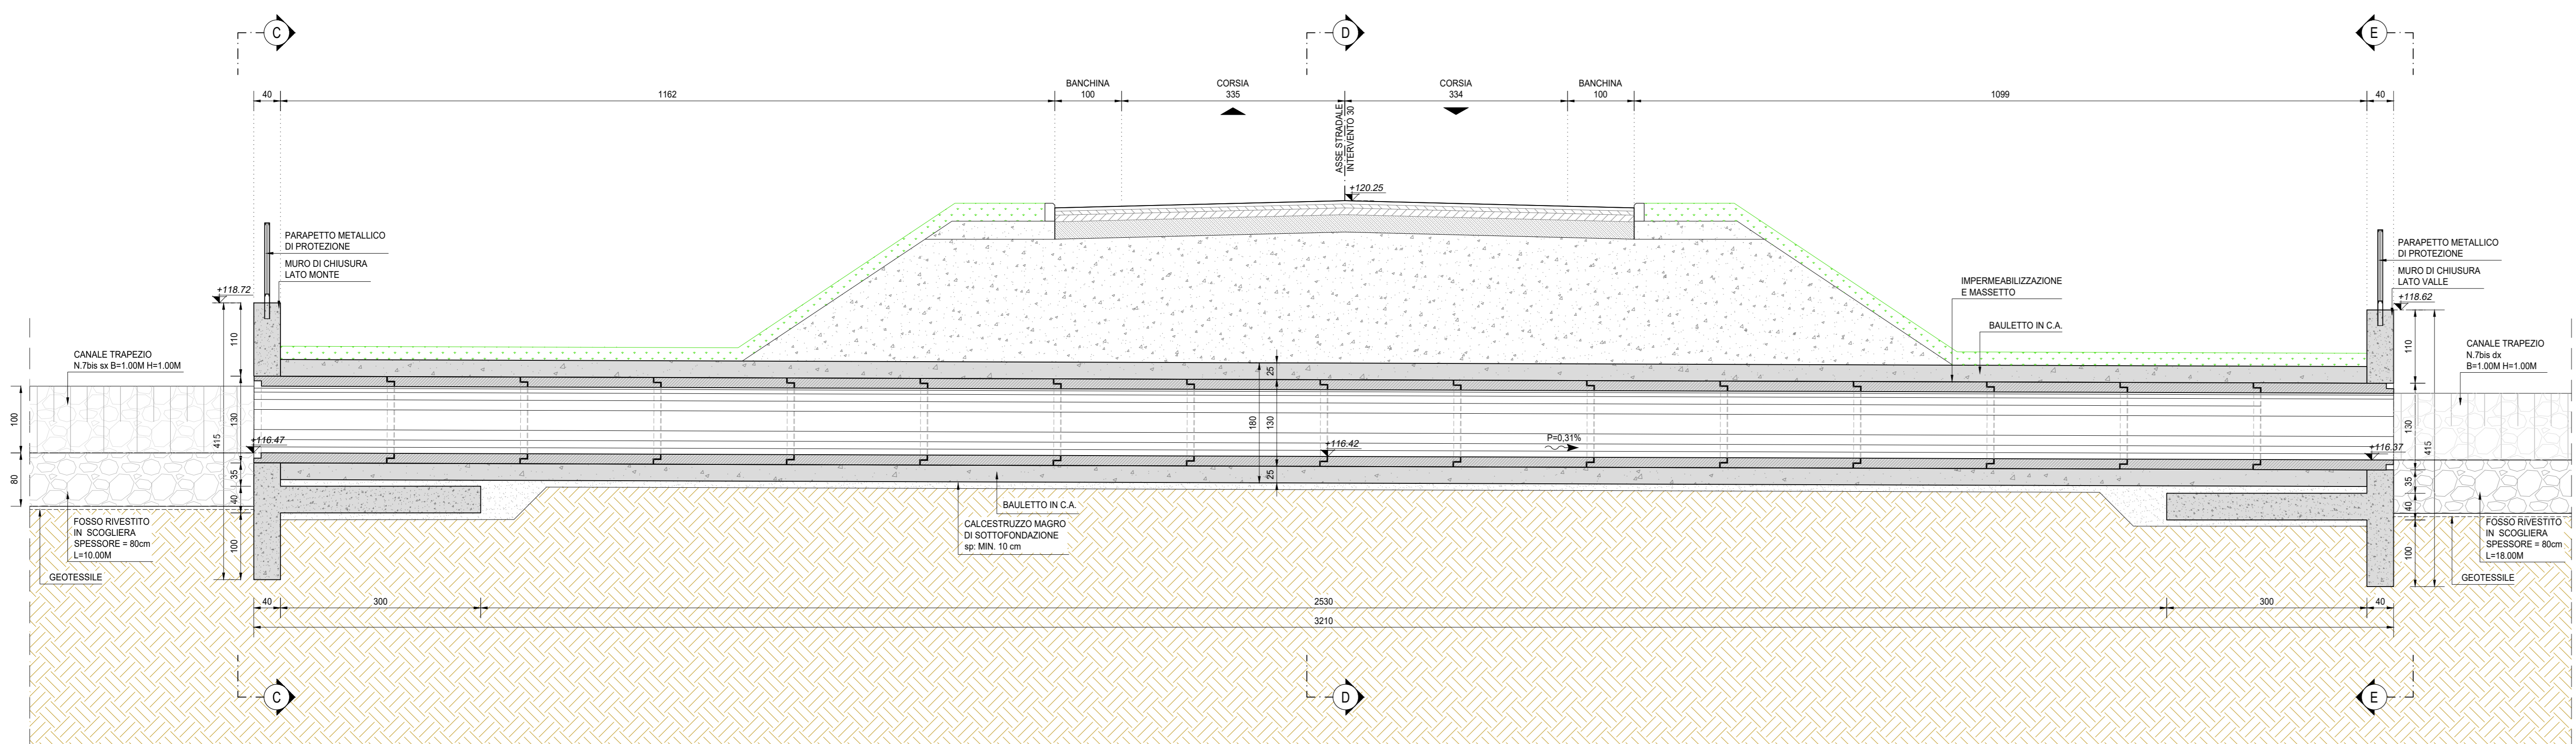 C
D
E
BANCHINA
CORSIA
CORSIA
BANCHINA
40
1162
100
335
334
100
1099
40
ASSE STRADALE
INTERVENTO 30
+120.25
PARAPETTO METALLICO
DI PROTEZIONE
MURO DI CHIUSURA
LATO MONTE
+118.72
PARAPETTO METALLICO
DI PROTEZIONE
MURO DI CHIUSURA
LATO VALLE
+118.62
IMPERMEABILIZZAZIONE
E MASSETTO
BAULETTO IN C.A.
CANALE TRAPEZIO
N.7bis sx B=1.00M H=1.00M
CANALE TRAPEZIO
N.7bis dx
B=1.00M H=1.00M
100
80
415
110
130
35
40
100
+116.47
25
180
130
25
+116.42
P=0,31%
+116.37
110
130
35
40
100
415
FOSSO RIVESTITO
IN SCOGLIERA
SPESSORE = 80cm
L=10.00M
GEOTESSILE
BAULETTO IN C.A.
CALCESTRUZZO MAGRO
DI SOTTOFONDAZIONE
sp: MIN. 10 cm
FOSSO RIVESTITO
IN SCOGLIERA
SPESSORE = 80cm
L=18.00M
GEOTESSILE
40
300
2530
300
40
3210
C
D
E